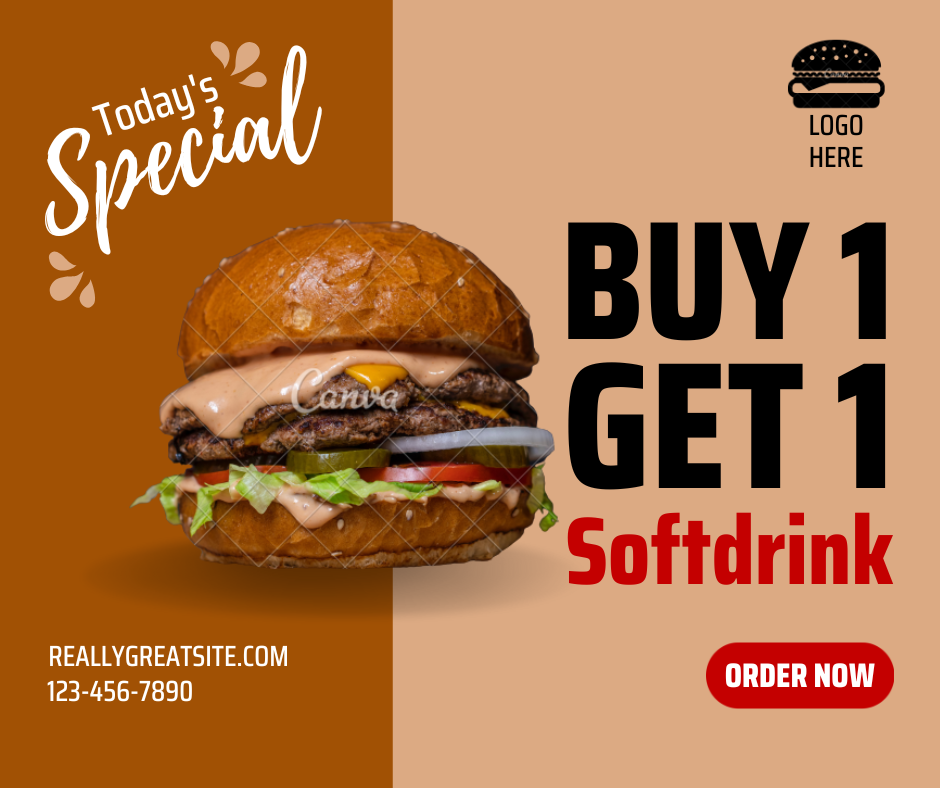 Today's
Special
LOGO
HERE
BUY 1
GET 1
Softdrink
Canva
REALLYGREATSITE.COM
123-456-7890
ORDER NOW